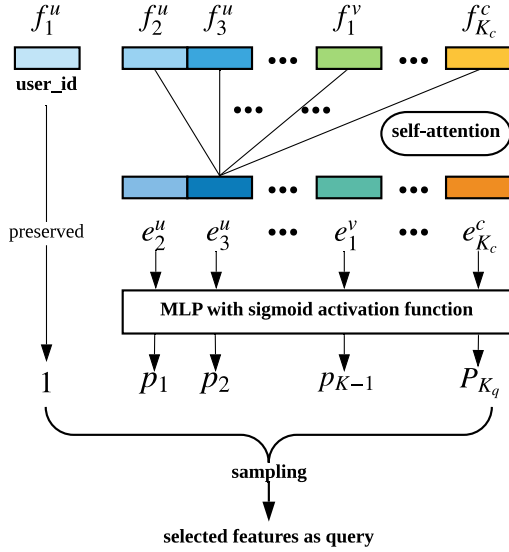 f_1^u f_2^u f_3^u ••• f_1^v ••• f_{K_c}^c
user_id
••• •••
self-attention
••• •••
preserved e_2^u e_3^u ••• e_1^v ••• e_{K_c}^c
MLP with sigmoid activation function
1 p_1 p_2 p_{K-1} P_{K_q}
sampling
selected features as query